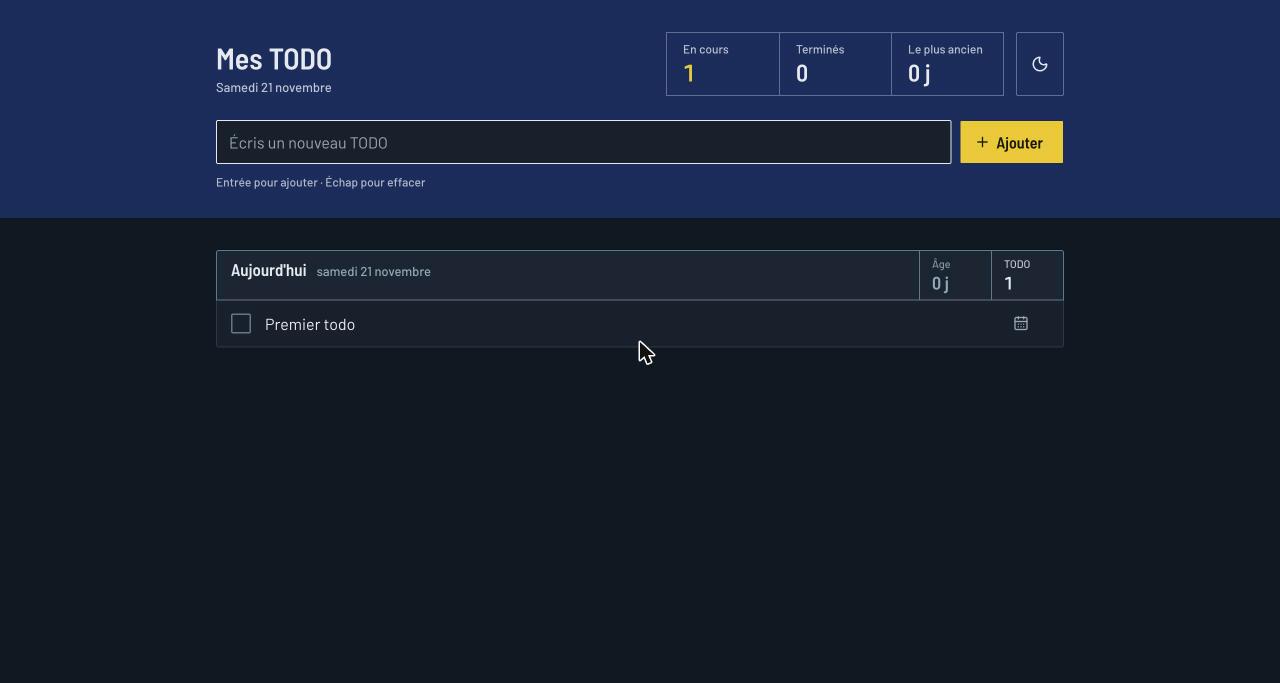 Mes TODO
Samedi 21 novembre
En cours
1
Terminés
0
Le plus ancien
0 j
Écris un nouveau TODO
Ajouter
Entrée pour ajouter · Échap pour effacer
Aujourd'hui samedi 21 novembre
Âge
0 j
TODO
1
Premier todo